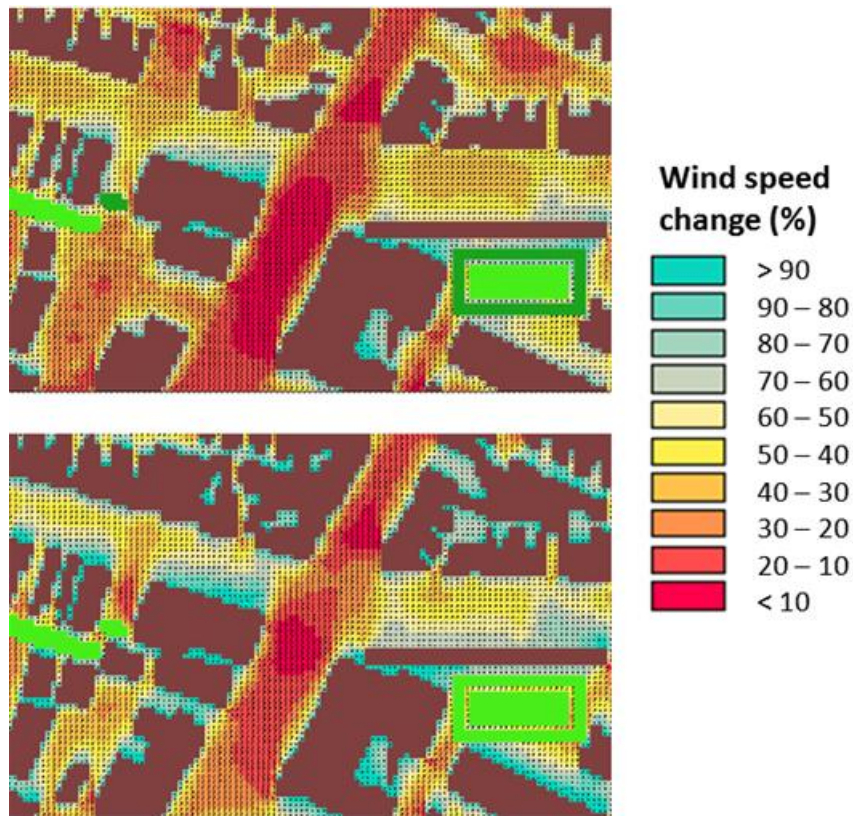 Wind speed
change (%)
> 90
90 – 80
80 – 70
70 – 60
60 – 50
50 – 40
40 – 30
30 – 20
20 – 10
< 10